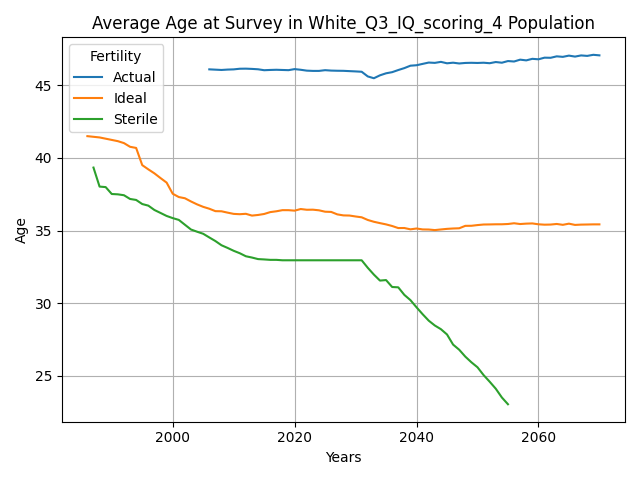 Average Age at Survey in White_Q3_IQ_scoring_4 Population
Fertility
Actual
Ideal
Sterile
45
40
35
30
25
Age
2000
2020
2040
2060
Years